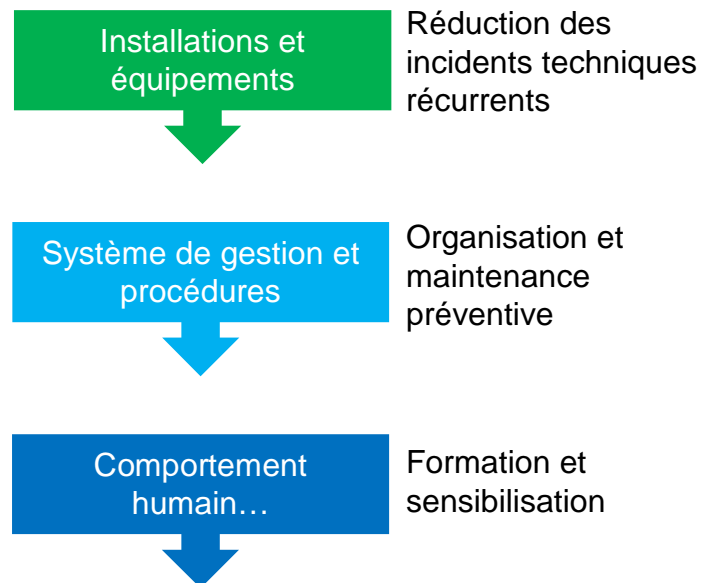 Installations et
équipements
Réduction des
incidents techniques
récurrents
Système de gestion et
procédures
Organisation et
maintenance
préventive
Comportement
humain…
Formation et
sensibilisation